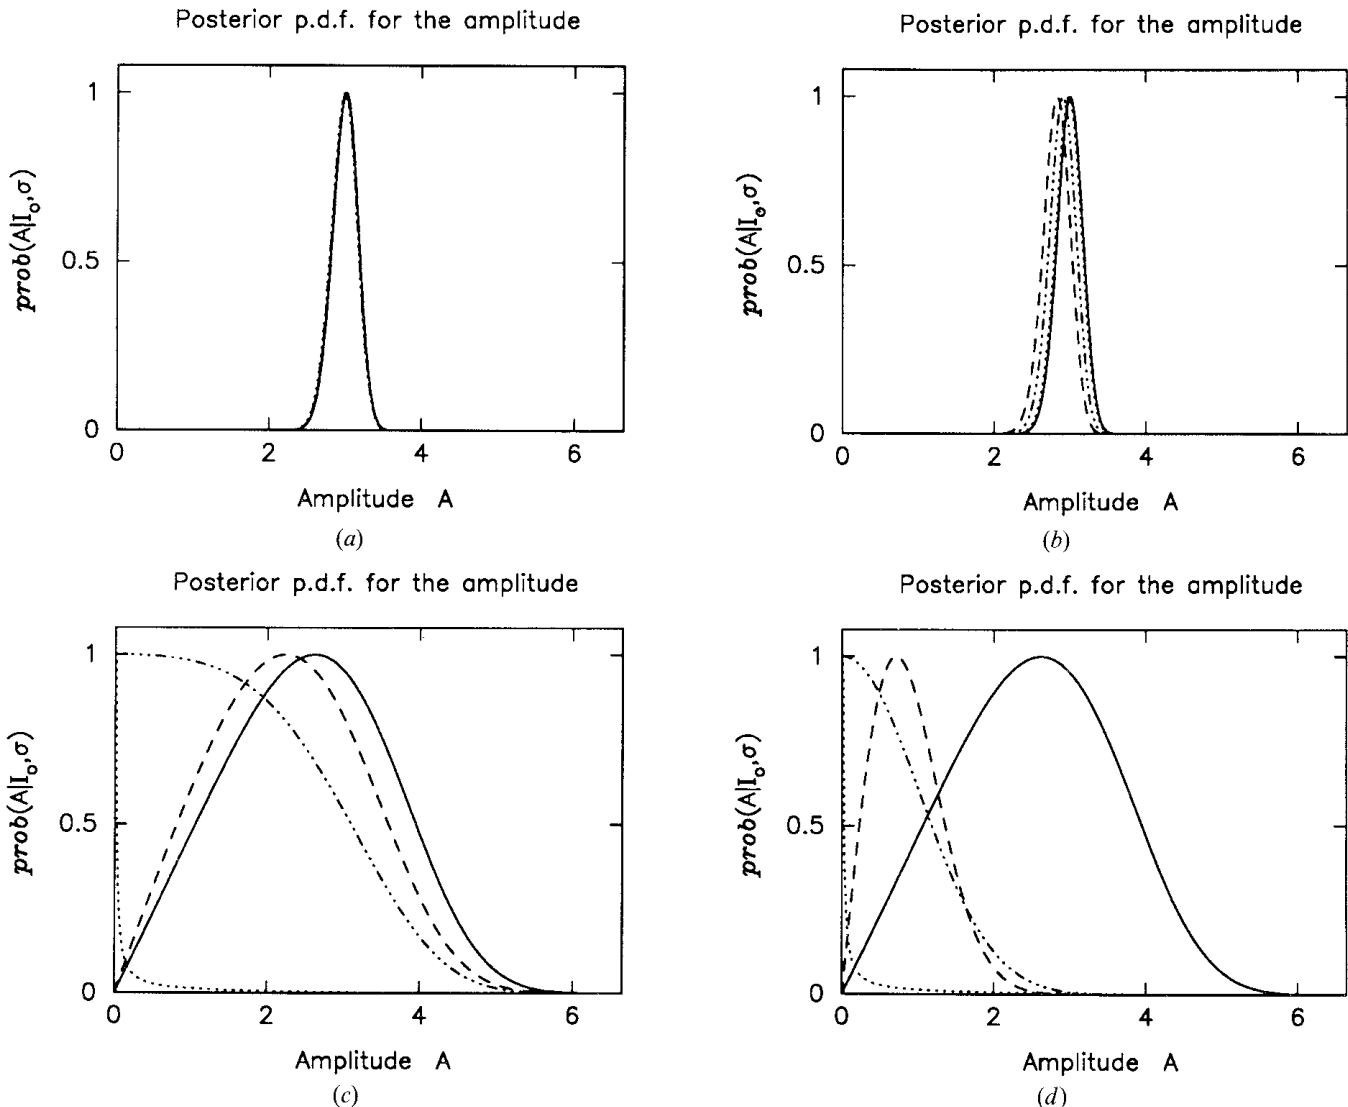 Posterior p.d.f. for the amplitude
1
0.5
0
prob(A|I₀,σ)
0 2 4 6
Amplitude A
(a)
Posterior p.d.f. for the amplitude
1
0.5
0
prob(A|I₀,σ)
0 2 4 6
Amplitude A
(b)
Posterior p.d.f. for the amplitude
1
0.5
0
prob(A|I₀,σ)
0 2 4 6
Amplitude A
(c)
Posterior p.d.f. for the amplitude
1
0.5
0
prob(A|I₀,σ)
0 2 4 6
Amplitude A
(d)